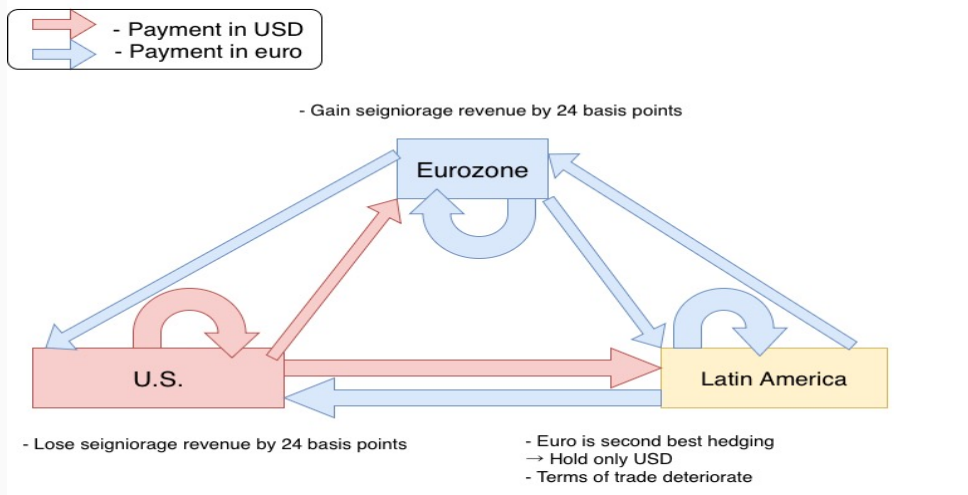 - Payment in USD
- Payment in euro
- Gain seigniorage revenue by 24 basis points
Eurozone
U.S.
Latin America
- Lose seigniorage revenue by 24 basis points
- Euro is second best hedging
→ Hold only USD
- Terms of trade deteriorate